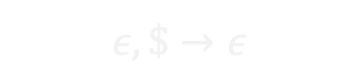 ϵ, $ → ϵ